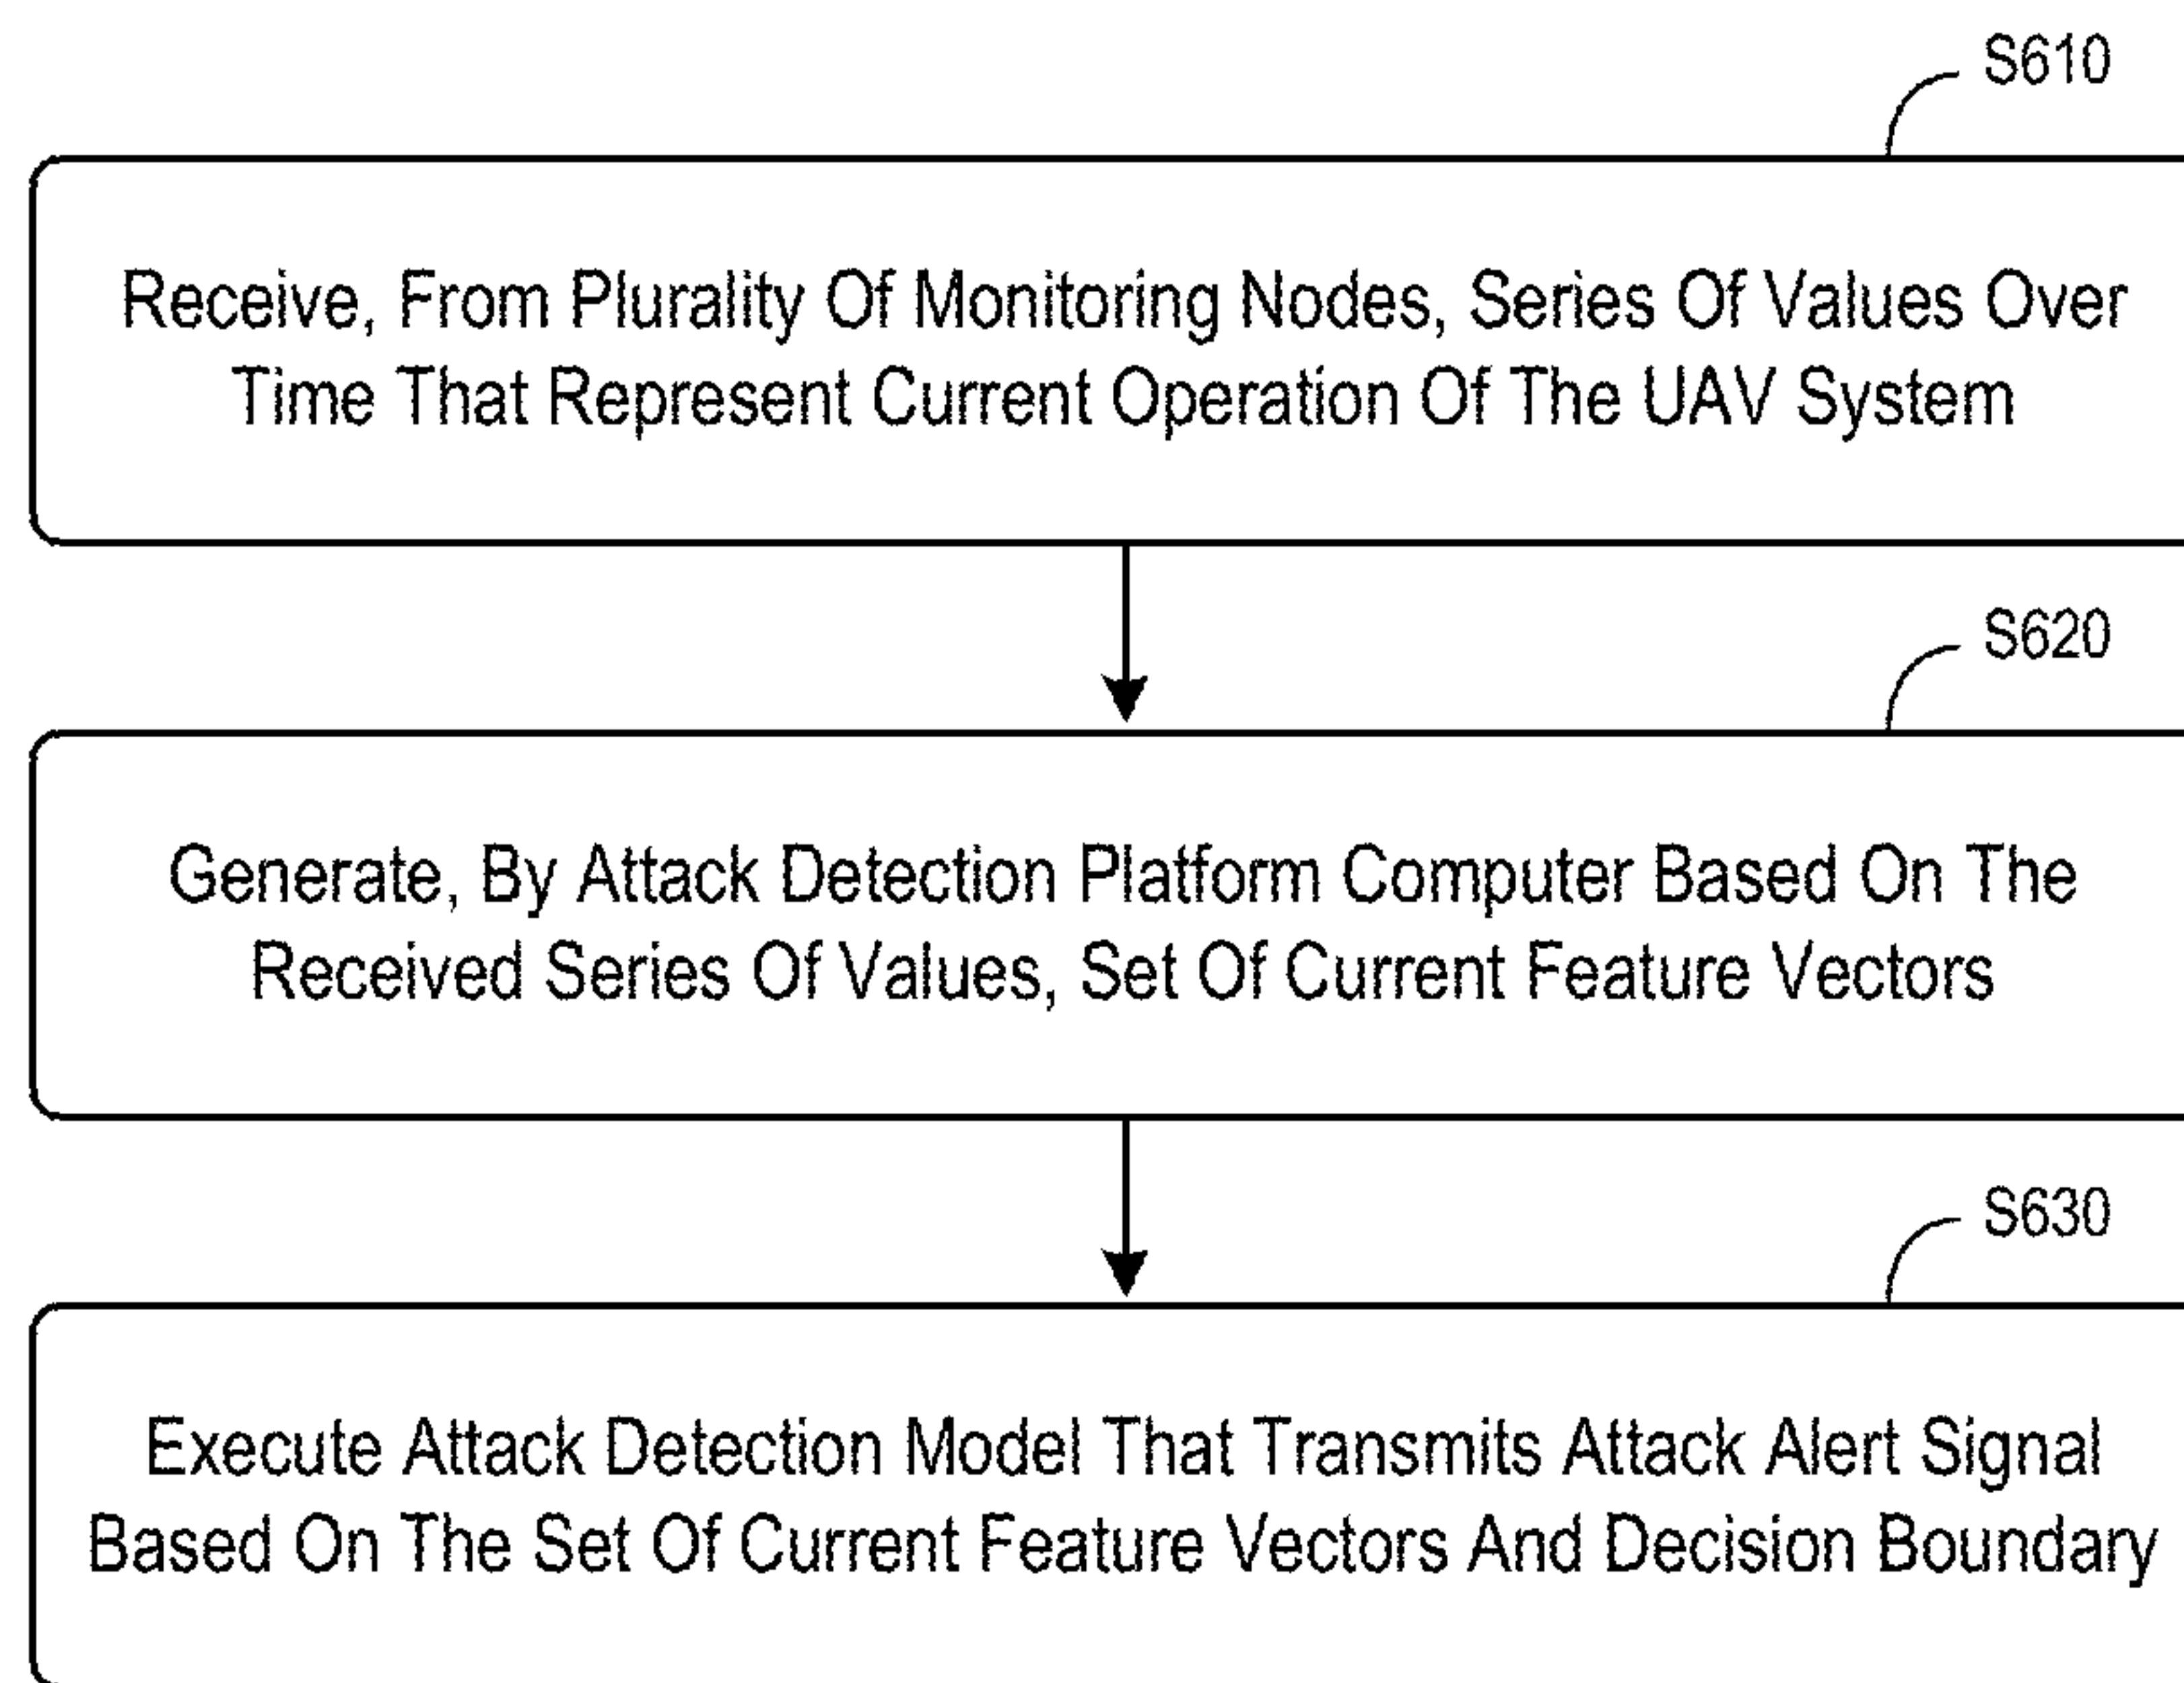 S610
Receive, From Plurality Of Monitoring Nodes, Series Of Values Over
Time That Represent Current Operation Of The UAV System
S620
Generate, By Attack Detection Platform Computer Based On The
Received Series Of Values, Set Of Current Feature Vectors
S630
Execute Attack Detection Model That Transmits Attack Alert Signal
Based On The Set Of Current Feature Vectors And Decision Boundary